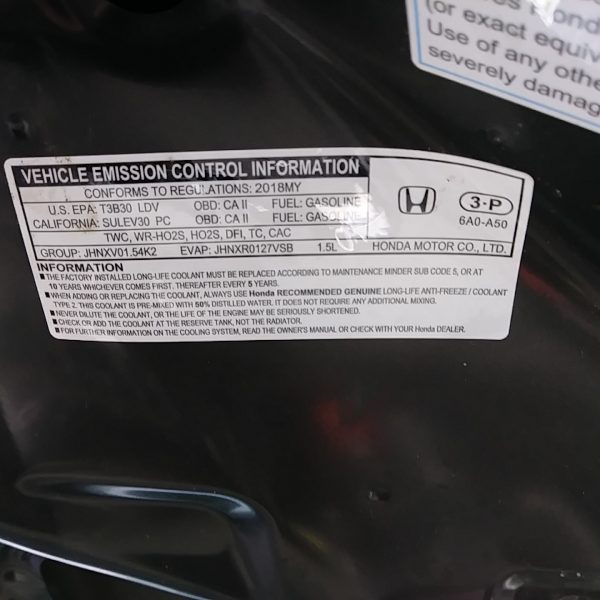 (or exact equiv
Use of any othe
severely damag
VEHICLE EMISSION CONTROL INFORMATION
CONFORMS TO REGULATIONS: 2018MY
U.S. EPA: T3B30 LDV OBD: CA II FUEL: GASOLINE
CALIFORNIA: SULEV30 PC OBD: CA II FUEL: GASOLINE
TWC, WR-HO2S, HO2S, DFI, TC, CAC
GROUP: JHNXV01.54K2 EVAP: JHNXR0127VSB 1.5L
3-P
6A0-A50
HONDA MOTOR CO., LTD.
INFORMATION
■THE FACTORY INSTALLED LONG-LIFE COOLANT MUST BE REPLACED ACCORDING TO MAINTENANCE MINDER SUB CODE 5, OR AT
10 YEARS WHICHEVER COMES FIRST. THEREAFTER EVERY 5 YEARS.
■WHEN ADDING OR REPLACING THE COOLANT, ALWAYS USE Honda RECOMMENDED GENUINE LONG-LIFE ANTI-FREEZE / COOLANT
TYPE 2. THIS COOLANT IS PRE-MIXED WITH 50% DISTILLED WATER. IT DOES NOT REQUIRE ANY ADDITIONAL MIXING.
■NEVER DILUTE THE COOLANT, OR THE LIFE OF THE ENGINE MAY BE SERIOUSLY SHORTENED.
■CHECK OR ADD THE COOLANT AT THE RESERVE TANK, NOT THE RADIATOR.
■FOR FURTHER INFORMATION ON THE COOLING SYSTEM, READ THE OWNER'S MANUAL OR CHECK WITH YOUR Honda DEALER.